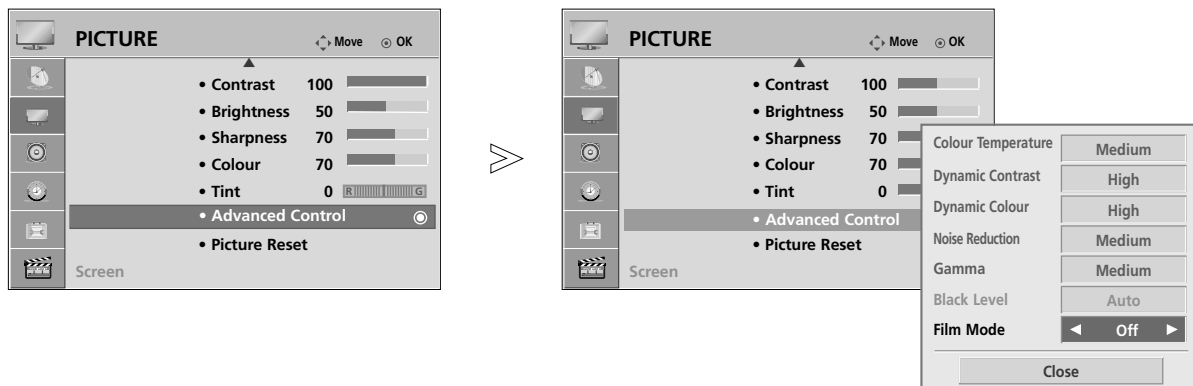 PICTURE Move OK
• Contrast 100
• Brightness 50
• Sharpness 70
• Colour 70
• Tint 0 R G
• Advanced Control
• Picture Reset
Screen
PICTURE Move OK
• Contrast 100
• Brightness 50
• Sharpness 70
• Colour 70
• Tint 0
• Advanced Control
• Picture Reset
Screen
Colour Temperature Medium
Dynamic Contrast High
Dynamic Colour High
Noise Reduction Medium
Gamma Medium
Black Level Auto
Film Mode ◄ Off ►
Close